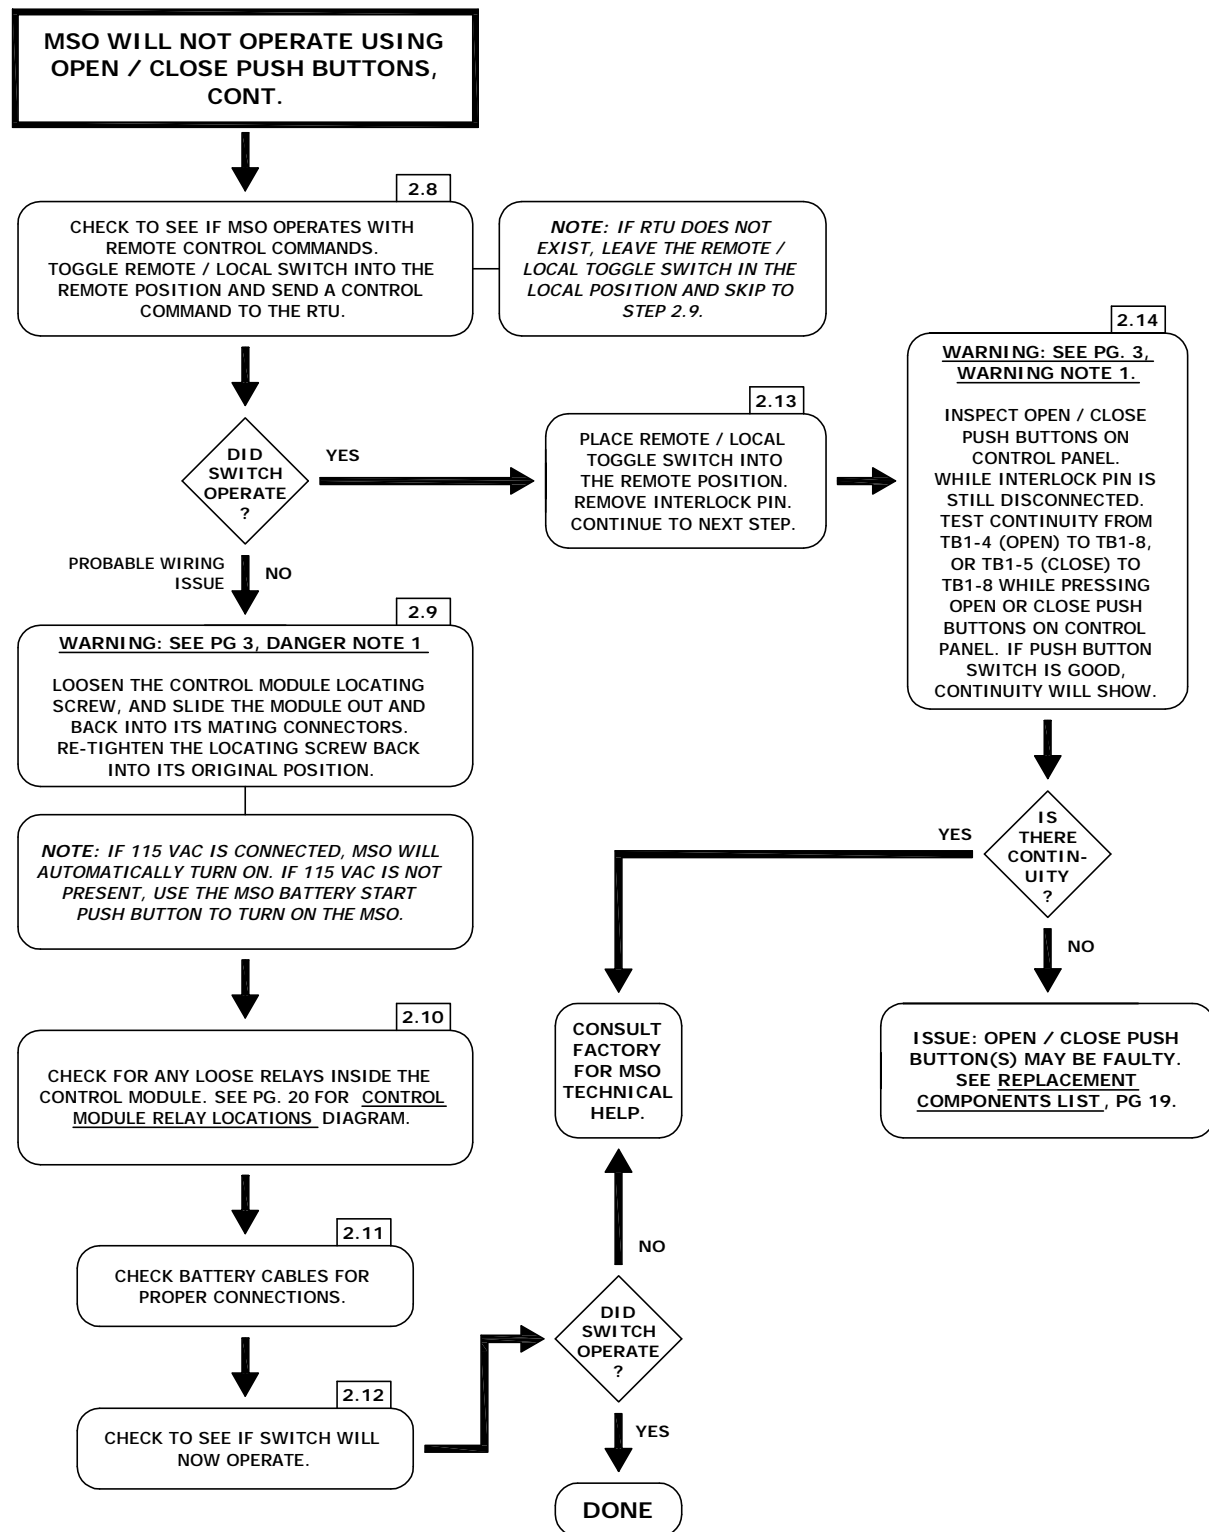 MSO WILL NOT OPERATE USING
OPEN / CLOSE PUSH BUTTONS,
CONT.
2.8
CHECK TO SEE IF MSO OPERATES WITH
REMOTE CONTROL COMMANDS.
TOGGLE REMOTE / LOCAL SWITCH INTO THE
REMOTE POSITION AND SEND A CONTROL
COMMAND TO THE RTU.
NOTE: IF RTU DOES NOT
EXIST, LEAVE THE REMOTE /
LOCAL TOGGLE SWITCH IN THE
LOCAL POSITION AND SKIP TO
STEP 2.9.
DID
SWITCH
OPERATE
?
YES
PROBABLE WIRING
ISSUE
NO
2.13
PLACE REMOTE / LOCAL
TOGGLE SWITCH INTO
THE REMOTE POSITION.
REMOVE INTERLOCK PIN.
CONTINUE TO NEXT STEP.
2.14
WARNING: SEE PG. 3,
WARNING NOTE 1.
INSPECT OPEN / CLOSE
PUSH BUTTONS ON
CONTROL PANEL.
WHILE INTERLOCK PIN IS
STILL DISCONNECTED.
TEST CONTINUITY FROM
TB1-4 (OPEN) TO TB1-8,
OR TB1-5 (CLOSE) TO
TB1-8 WHILE PRESSING
OPEN OR CLOSE PUSH
BUTTONS ON CONTROL
PANEL. IF PUSH BUTTON
SWITCH IS GOOD,
CONTINUITY WILL SHOW.
2.9
WARNING: SEE PG 3, DANGER NOTE 1
LOOSEN THE CONTROL MODULE LOCATING
SCREW, AND SLIDE THE MODULE OUT AND
BACK INTO ITS MATING CONNECTORS.
RE-TIGHTEN THE LOCATING SCREW BACK
INTO ITS ORIGINAL POSITION.
NOTE: IF 115 VAC IS CONNECTED, MSO WILL
AUTOMATICALLY TURN ON. IF 115 VAC IS NOT
PRESENT, USE THE MSO BATTERY START
PUSH BUTTON TO TURN ON THE MSO.
IS
THERE
CONTIN-
UITY
?
YES
NO
2.10
CHECK FOR ANY LOOSE RELAYS INSIDE THE
CONTROL MODULE. SEE PG. 20 FOR CONTROL
MODULE RELAY LOCATIONS DIAGRAM.
CONSULT
FACTORY
FOR MSO
TECHNICAL
HELP.
ISSUE: OPEN / CLOSE PUSH
BUTTON(S) MAY BE FAULTY.
SEE REPLACEMENT
COMPONENTS LIST, PG 19.
2.11
CHECK BATTERY CABLES FOR
PROPER CONNECTIONS.
2.12
CHECK TO SEE IF SWITCH WILL
NOW OPERATE.
NO
DID
SWITCH
OPERATE
?
YES
DONE